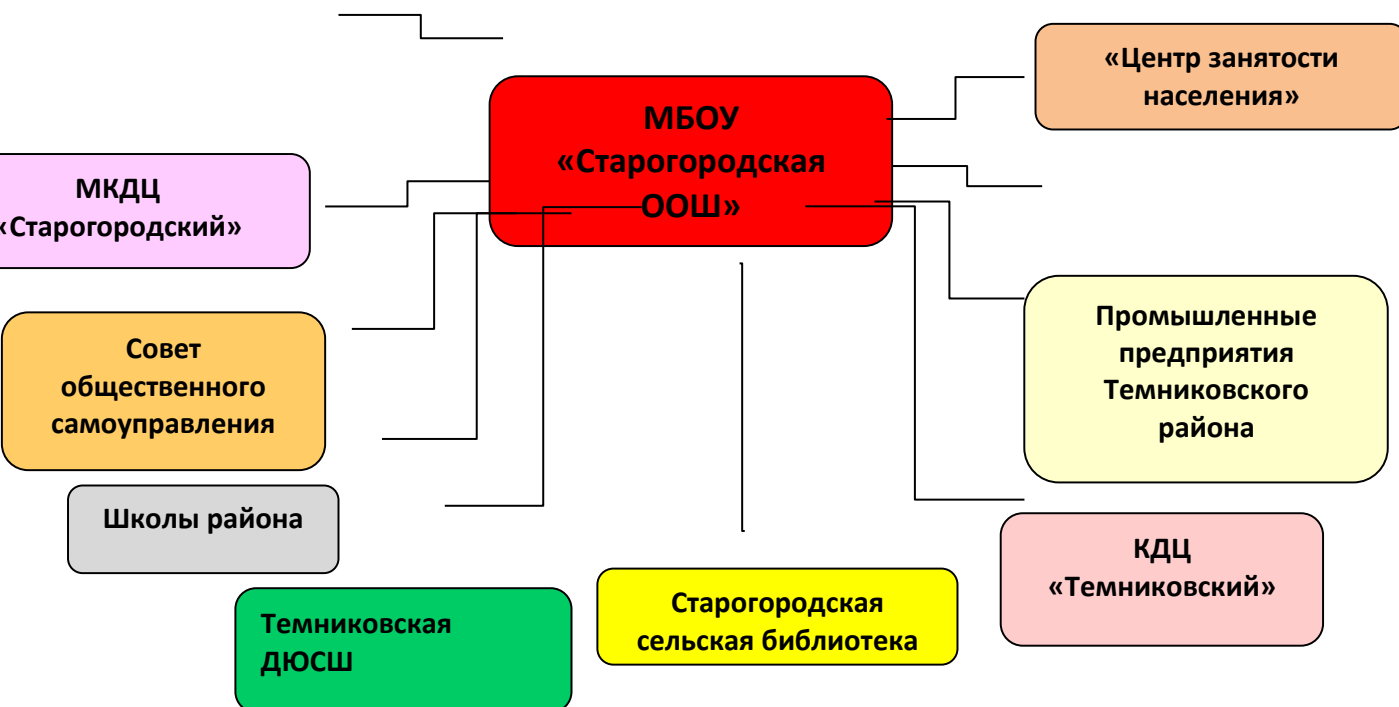 «Центр занятости
населения»
МБОУ
«Старогородская
ООШ»
МКДЦ
«Старогородский»
Промышленные
предприятия
Темниковского
района
Совет
общественного
самоуправления
Школы района
КДЦ
«Темниковский»
Старогородская
сельская библиотека
Темниковская
ДЮСШ